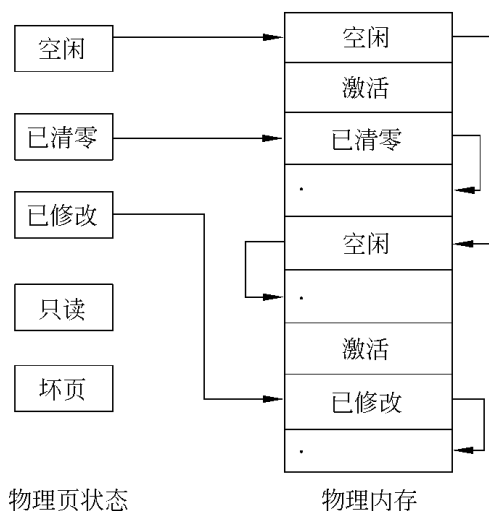 空闲
已清零
已修改
只读
坏页
物理页状态
空闲
激活
已清零
.
空闲
.
激活
已修改
.
物理内存